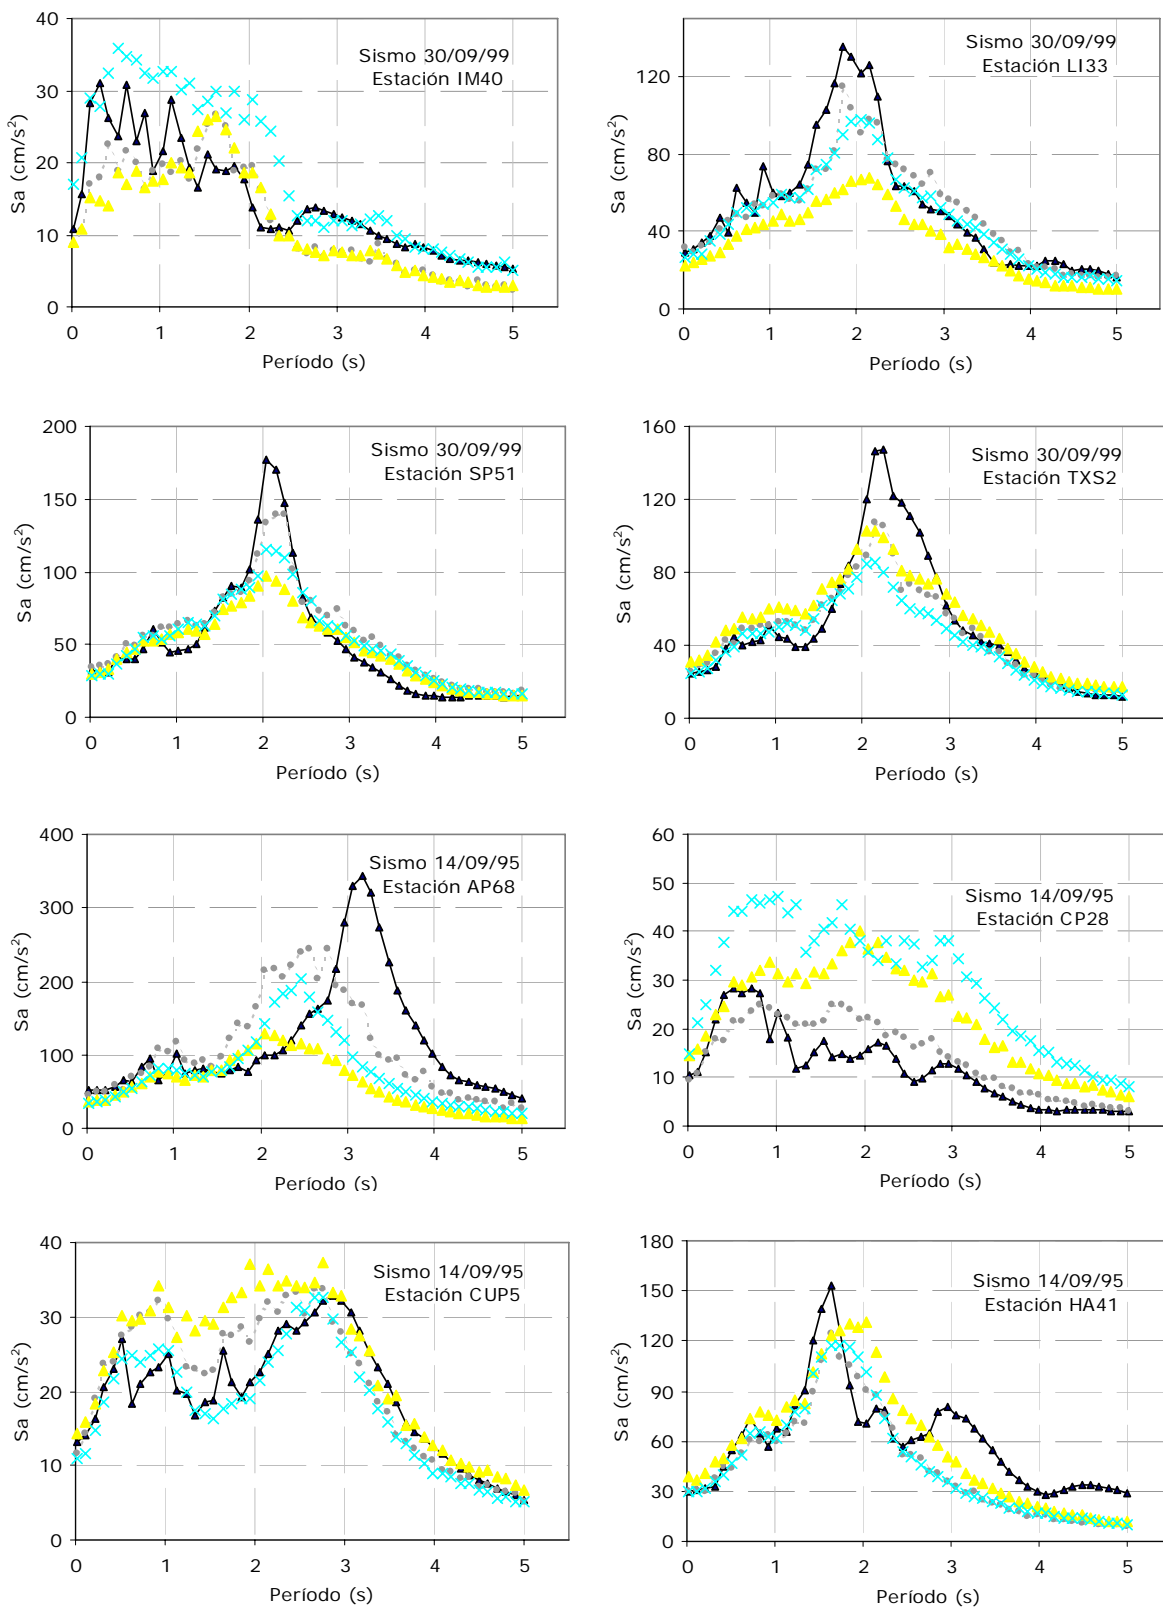 40
30
20
10
0
Sa (cm/s²)
0 1 2 3 4 5
Período (s)
Sismo 30/09/99
Estación IM40
120
80
40
0
Sa (cm/s²)
0 1 2 3 4 5
Período (s)
Sismo 30/09/99
Estación LI33
200
150
100
50
0
Sa (cm/s²)
0 1 2 3 4 5
Período (s)
Sismo 30/09/99
Estación SP51
160
120
80
40
0
Sa (cm/s²)
0 1 2 3 4 5
Período (s)
Sismo 30/09/99
Estación TXS2
400
300
200
100
0
Sa (cm/s²)
0 1 2 3 4 5
Período (s)
Sismo 14/09/95
Estación AP68
60
50
40
30
20
10
0
Sa (cm/s²)
0 1 2 3 4 5
Período (s)
Sismo 14/09/95
Estación CP28
40
30
20
10
0
Sa (cm/s²)
0 1 2 3 4 5
Período (s)
Sismo 14/09/95
Estación CUP5
180
150
120
90
60
30
0
Sa (cm/s²)
0 1 2 3 4 5
Período (s)
Sismo 14/09/95
Estación HA41